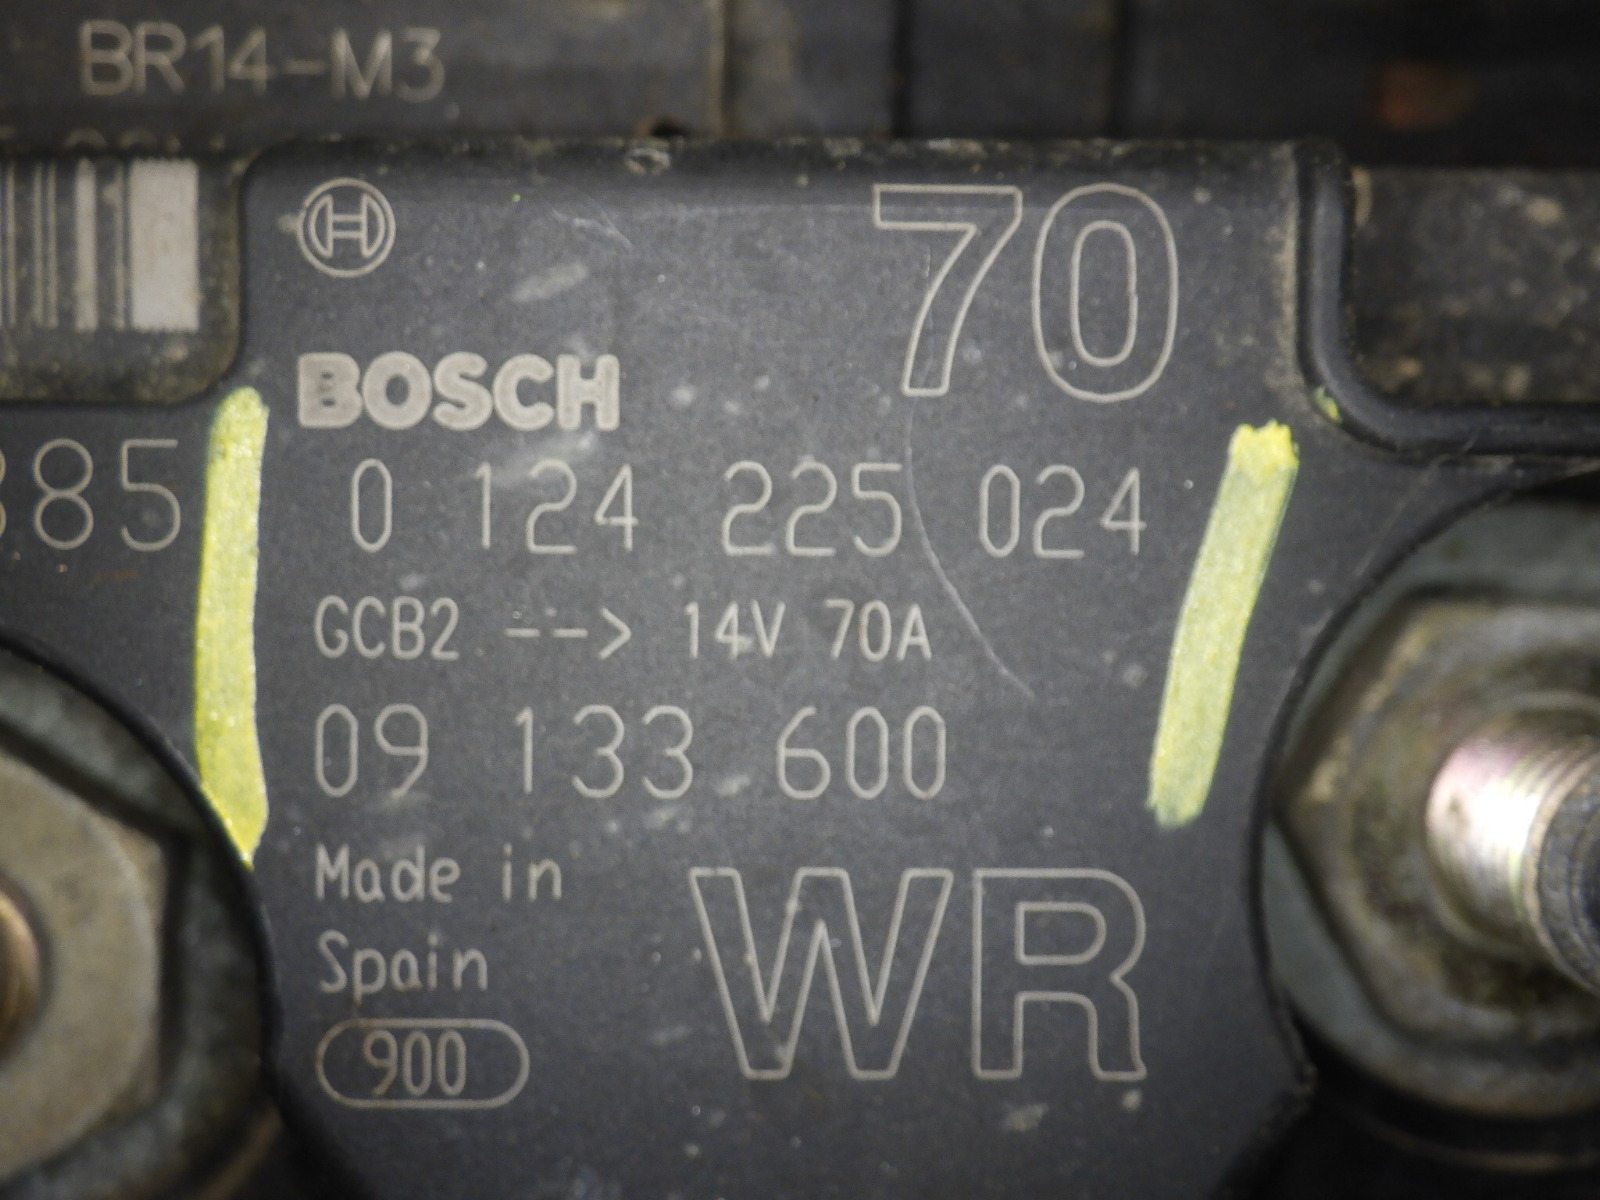 BR14-M3
70
BOSCH
85
0 124 225 024
GCB2 --> 14V 70A
09 133 600
Made in
Spain
900
WR